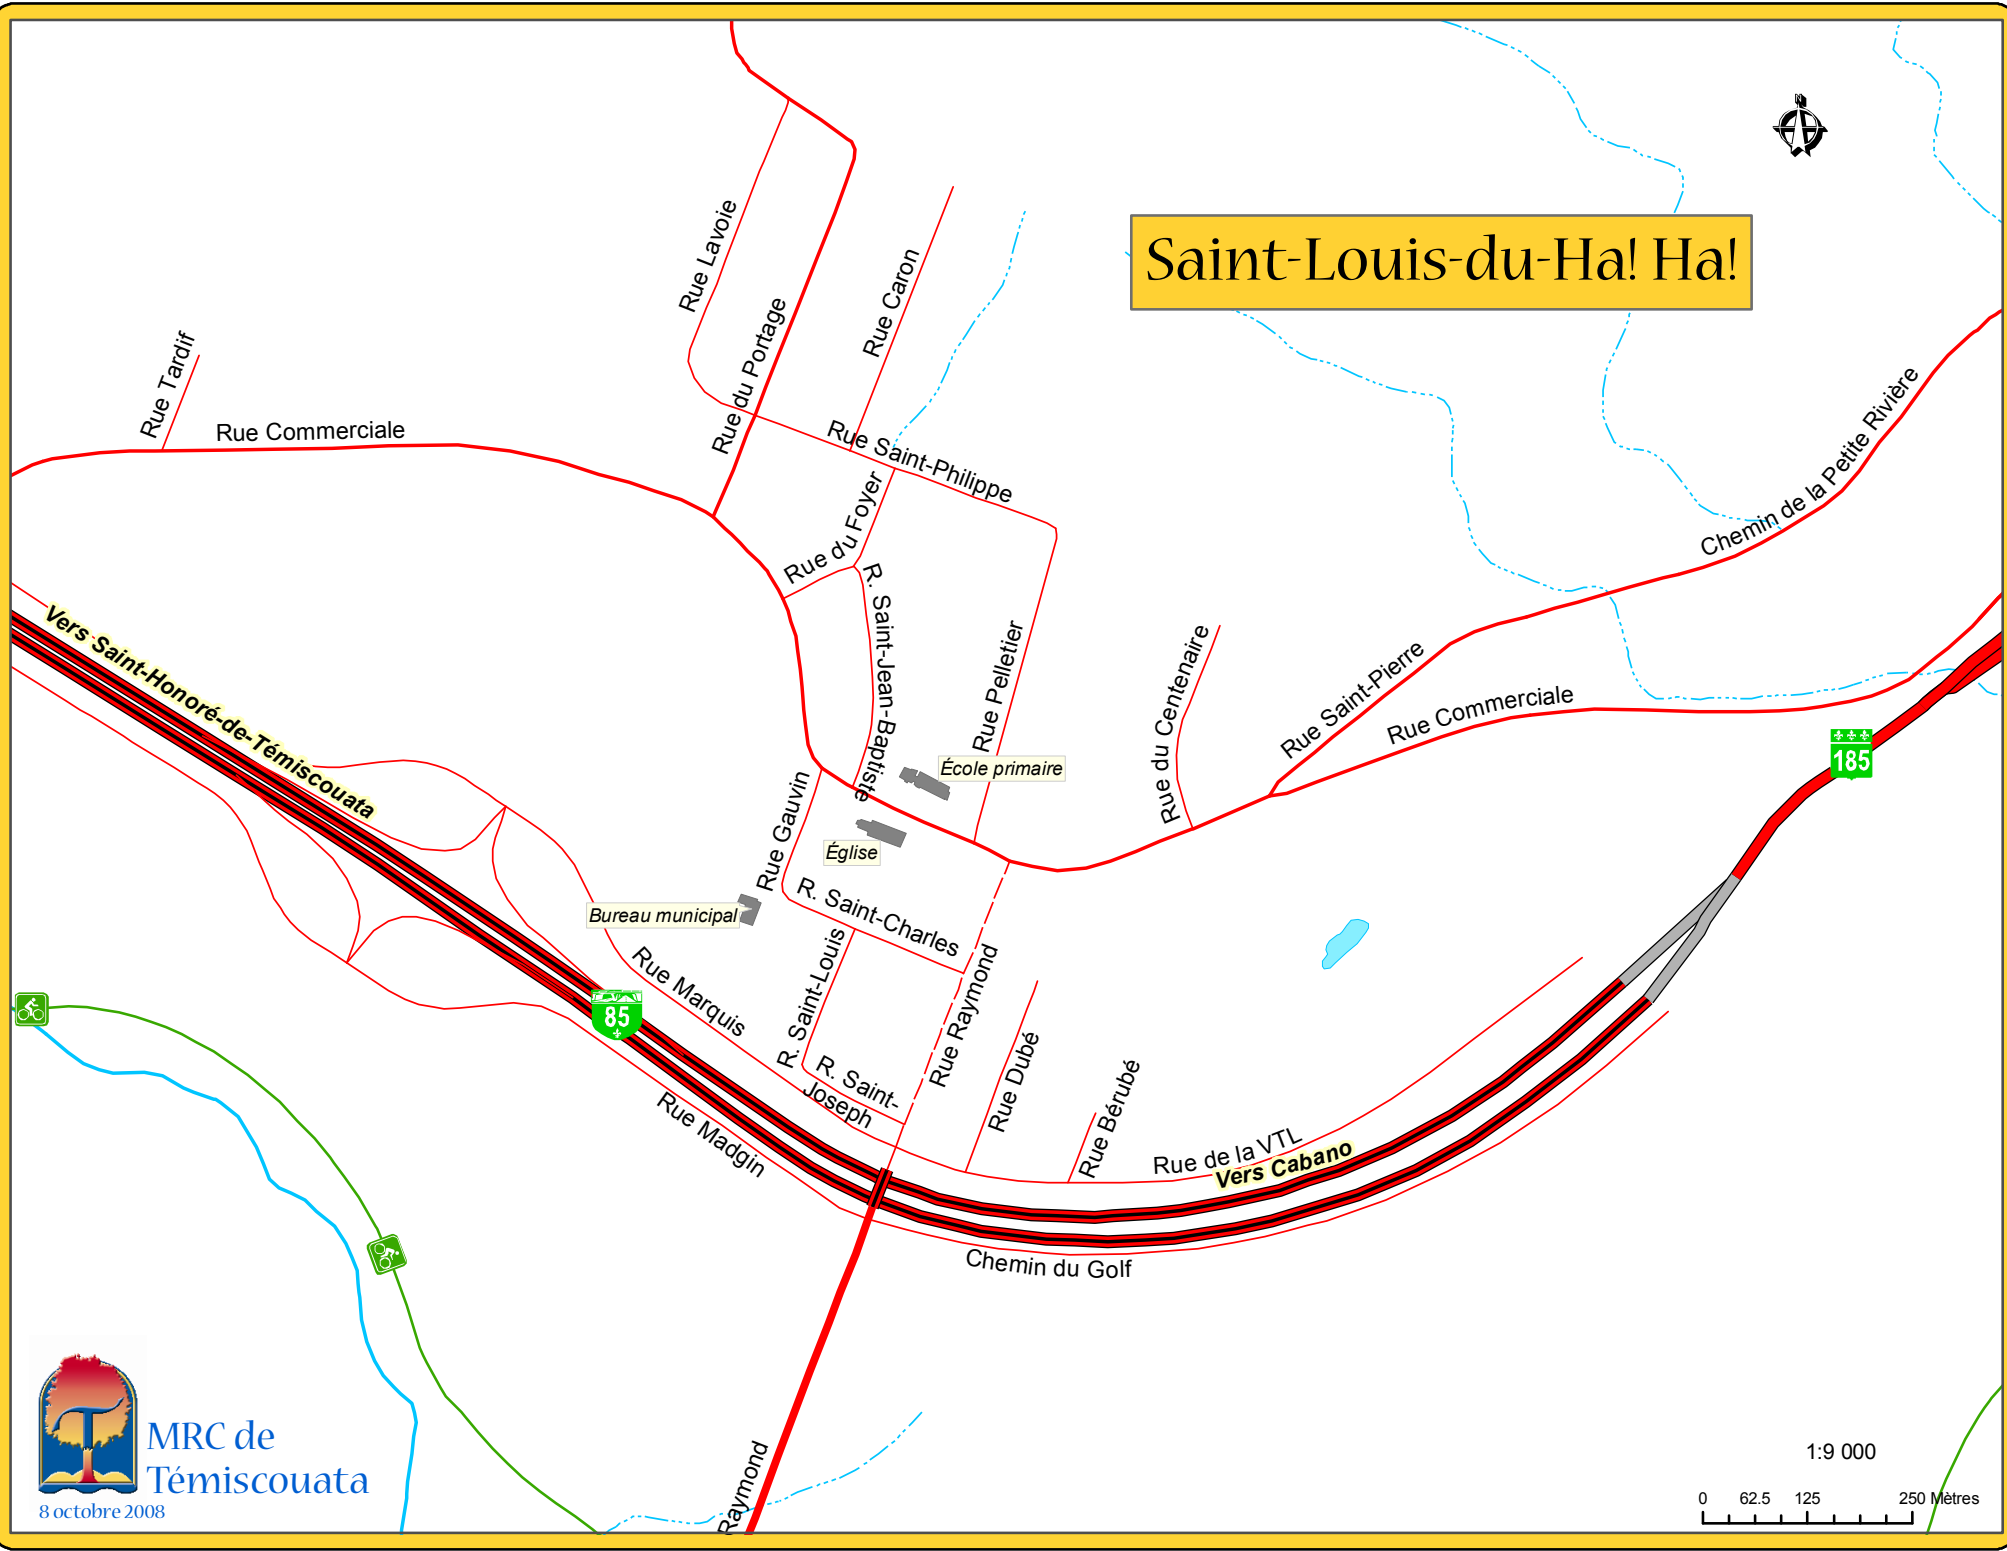 Saint-Louis-du-Ha! Ha!
N
Rue Lavoie
Rue Caron
Rue du Portage
Rue Tardif
Rue Commerciale
Rue Saint-Philippe
Rue du Foyer
Chemin de la Petite Rivière
R. Saint-Jean-Baptiste
Rue Pelletier
Rue du Centenaire
Rue Saint-Pierre
Rue Commerciale
Vers Saint-Honoré-de-Témiscouata
185
École primaire
Rue Gauvin
Église
R. Saint-Charles
Bureau municipal
Rue Marquis
R. Saint-Louis
Rue Raymond
85
R. Saint-
Joseph
Rue Dubé
Rue Bérubé
Rue Madgin
Rue de la VTL
Vers Cabano
Chemin du Golf
Raymond
T
MRC de
Témiscouata
8 octobre 2008
1:9 000
0 62.5 125 250 Mètres